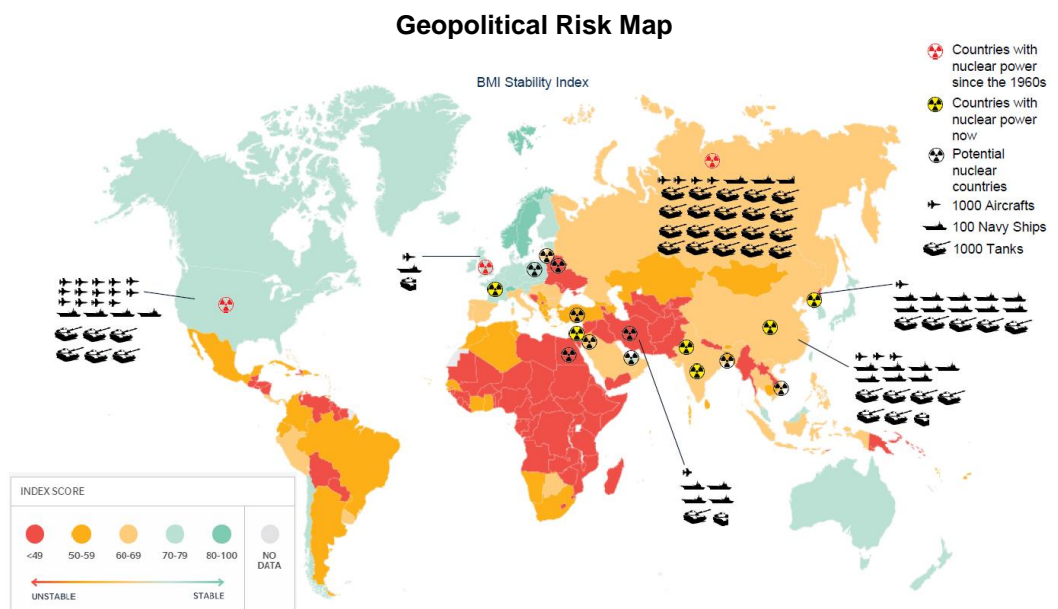 Geopolitical Risk Map
BMI Stability Index
Countries with
nuclear power
since the 1960s
Countries with
nuclear power
now
Potential
nuclear
countries
1000 Aircrafts
100 Navy Ships
1000 Tanks
INDEX SCORE
<49
50-59
60-69
70-79
80-100
NO
DATA
UNSTABLE
STABLE